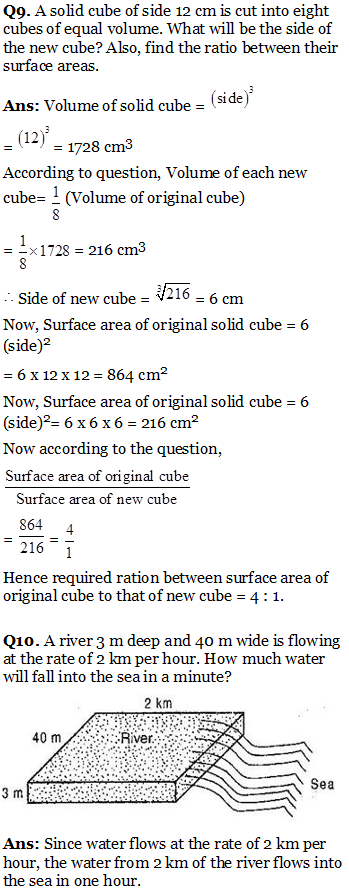 Q9. A solid cube of side 12 cm is cut into eight
cubes of equal volume. What will be the side of
the new cube? Also, find the ratio between their
surface areas.
Ans: Volume of solid cube = (side)³
= (12)³ = 1728 cm3
According to question, Volume of each new
cube= 1/8 (Volume of original cube)
= 1/8 ×1728 = 216 cm3
∴ Side of new cube = ∛216 = 6 cm
Now, Surface area of original solid cube = 6
(side)²
= 6 x 12 x 12 = 864 cm²
Now, Surface area of original solid cube = 6
(side)²= 6 x 6 x 6 = 216 cm²
Now according to the question,
Surface area of original cube
Surface area of new cube
= 864/216 = 4/1
Hence required ration between surface area of
original cube to that of new cube = 4 : 1.
Q10. A river 3 m deep and 40 m wide is flowing
at the rate of 2 km per hour. How much water
will fall into the sea in a minute?
2 km
40 m
River
3 m
Sea
Ans: Since water flows at the rate of 2 km per
hour, the water from 2 km of the river flows into
the sea in one hour.